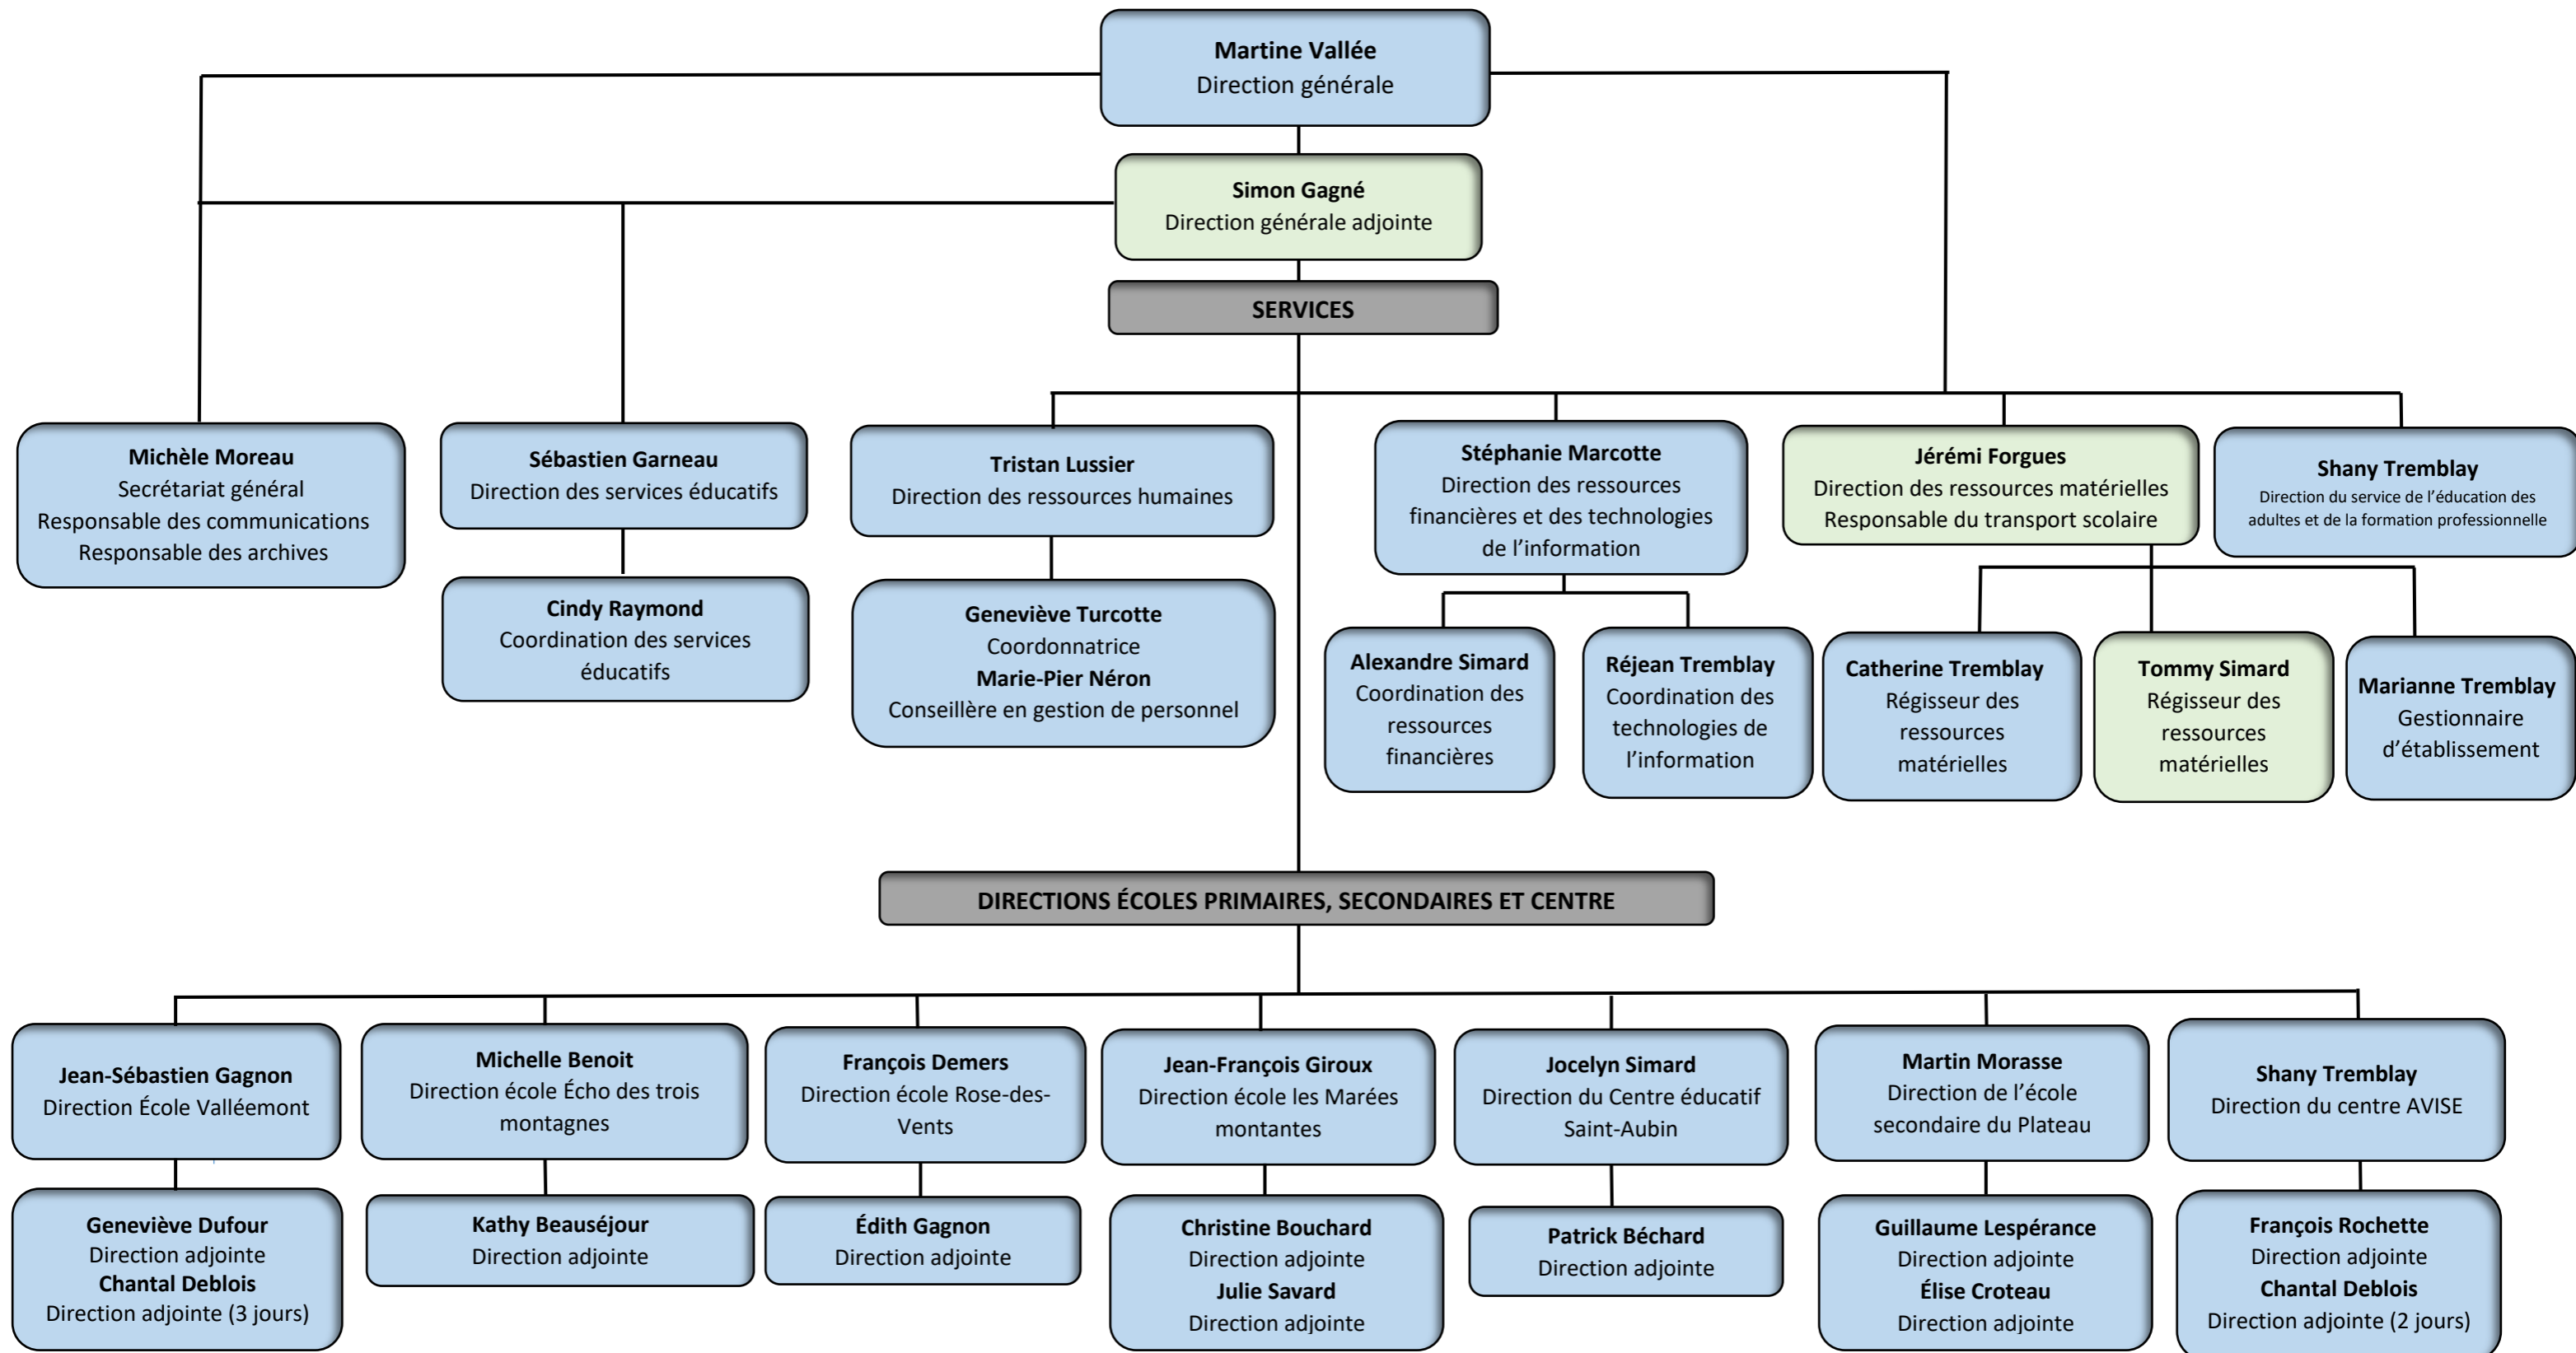 Martine Vallée
Direction générale
Simon Gagné
Direction générale adjointe
SERVICES
Michèle Moreau
Secrétariat général
Responsable des communications
Responsable des archives
Sébastien Garneau
Direction des services éducatifs
Tristan Lussier
Direction des ressources humaines
Stéphanie Marcotte
Direction des ressources
financières et des technologies
de l’information
Jérémi Forgues
Direction des ressources matérielles
Responsable du transport scolaire
Shany Tremblay
Direction du service de l’éducation des
adultes et de la formation professionnelle
Cindy Raymond
Coordination des services
éducatifs
Geneviève Turcotte
Coordonnatrice
Marie-Pier Néron
Conseillère en gestion de personnel
Alexandre Simard
Coordination des
ressources
financières
Réjean Tremblay
Coordination des
technologies de
l’information
Catherine Tremblay
Régisseur des
ressources
matérielles
Tommy Simard
Régisseur des
ressources
matérielles
Marianne Tremblay
Gestionnaire
d’établissement
DIRECTIONS ÉCOLES PRIMAIRES, SECONDAIRES ET CENTRE
Jean-Sébastien Gagnon
Direction École Valléemont
Michelle Benoit
Direction école Écho des trois
montagnes
François Demers
Direction école Rose-des-
Vents
Jean-François Giroux
Direction école les Marées
montantes
Jocelyn Simard
Direction du Centre éducatif
Saint-Aubin
Martin Morasse
Direction de l’école
secondaire du Plateau
Shany Tremblay
Direction du centre AVISE
Geneviève Dufour
Direction adjointe
Chantal Deblois
Direction adjointe (3 jours)
Kathy Beauséjour
Direction adjointe
Édith Gagnon
Direction adjointe
Christine Bouchard
Direction adjointe
Julie Savard
Direction adjointe
Patrick Béchard
Direction adjointe
Guillaume Lespérance
Direction adjointe
Élise Croteau
Direction adjointe
François Rochette
Direction adjointe
Chantal Deblois
Direction adjointe (2 jours)